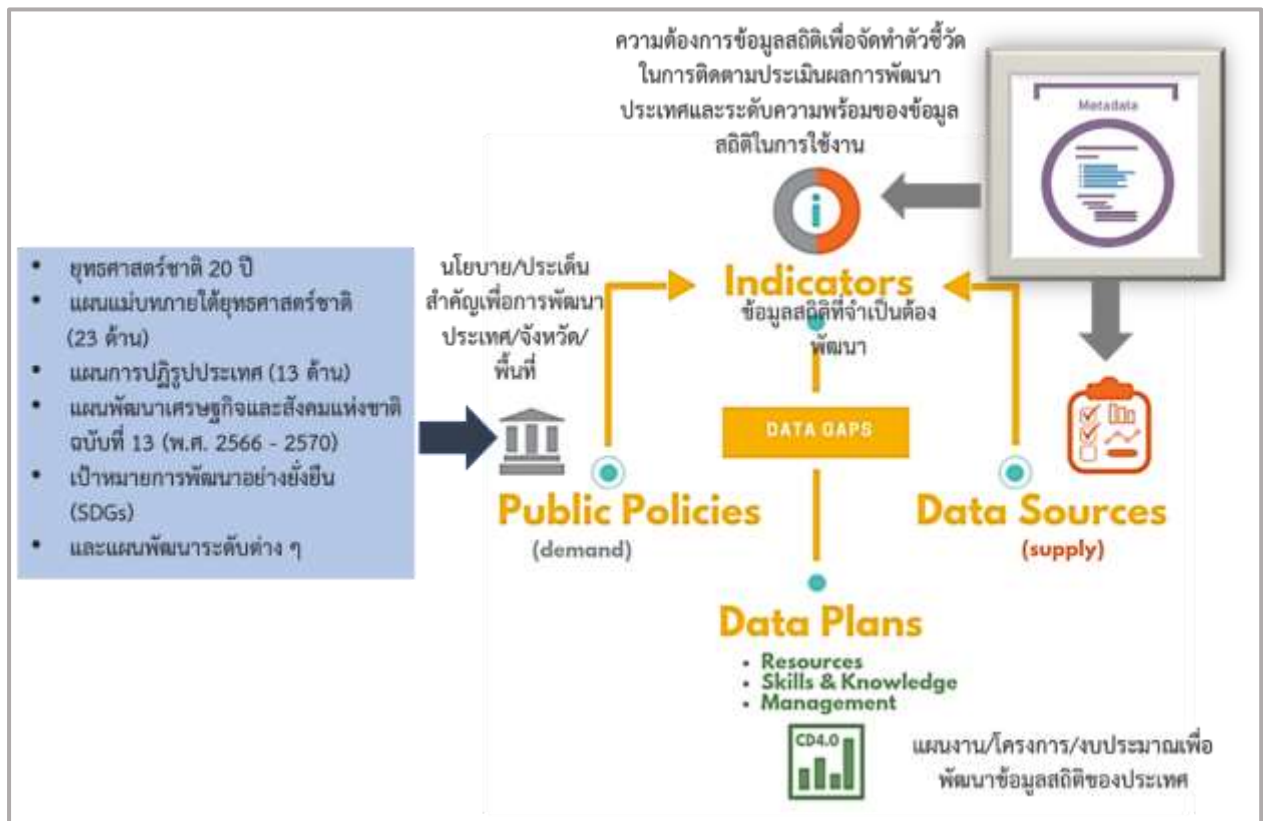 ความต้องการข้อมูลสถิติเพื่อจัดทำตัวชี้วัด
ในการติดตามประเมินผลการพัฒนา
ประเทศและระดับความพร้อมของข้อมูล
สถิติในการใช้งาน
Metadata
• ยุทธศาสตร์ชาติ 20 ปี
• แผนแม่บทภายใต้ยุทธศาสตร์ชาติ
(23 ด้าน)
• แผนการปฏิรูปประเทศ (13 ด้าน)
• แผนพัฒนาเศรษฐกิจและสังคมแห่งชาติ
ฉบับที่ 13 (พ.ศ. 2566 - 2570)
• เป้าหมายการพัฒนาอย่างยั่งยืน
(SDGs)
• และแผนพัฒนาระดับต่าง ๆ
นโยบาย/ประเด็น
สำคัญเพื่อการพัฒนา
ประเทศ/จังหวัด/
พื้นที่
i
Indicators
ข้อมูลสถิติที่จำเป็นต้อง
พัฒนา
DATA GAPS
Public Policies
(demand)
Data Sources
(supply)
Data Plans
• Resources
• Skills & Knowledge
• Management
CD4.0
แผนงาน/โครงการ/งบประมาณเพื่อ
พัฒนาข้อมูลสถิติของประเทศ